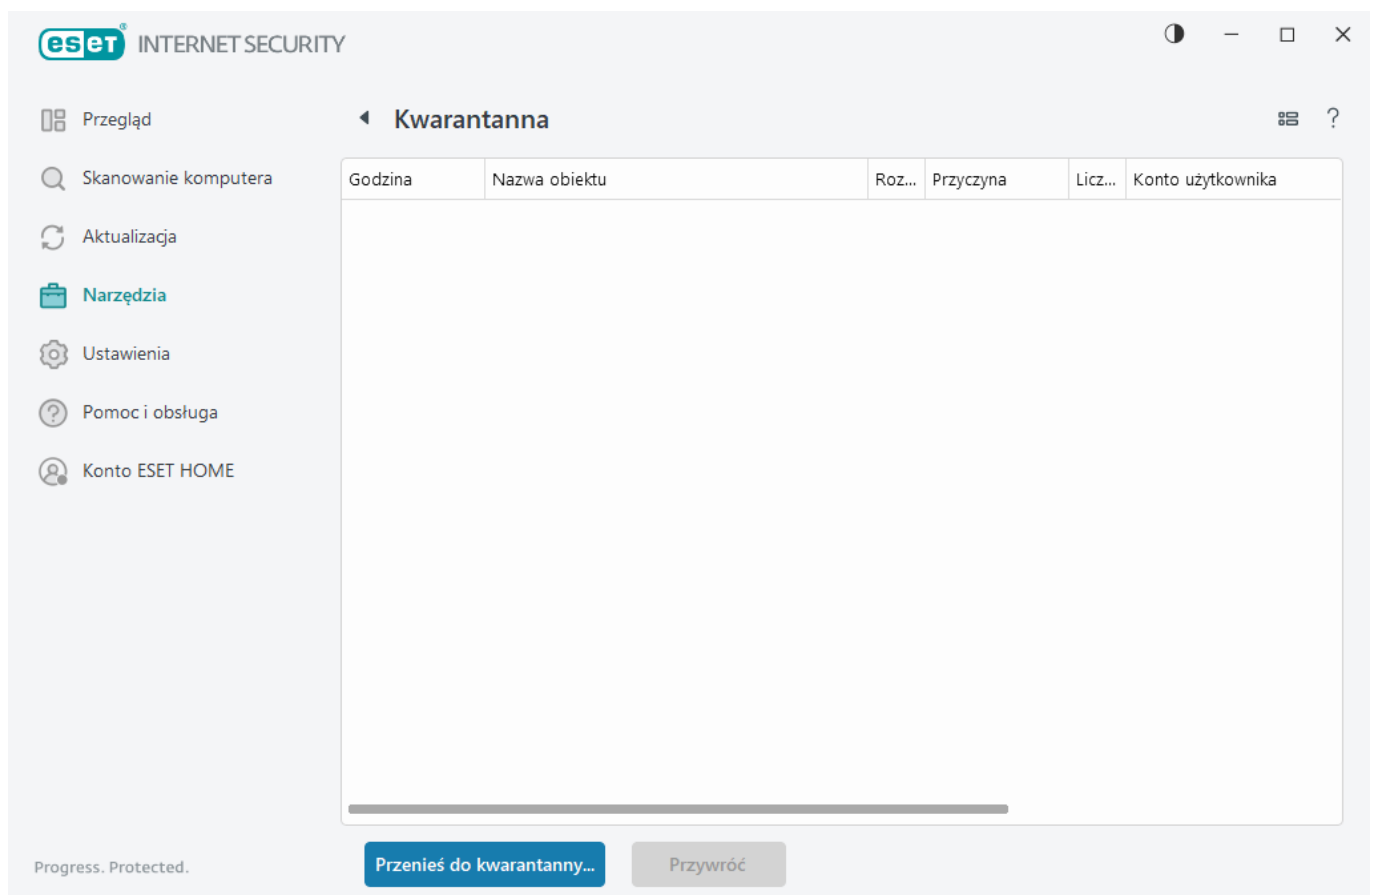 eset® INTERNET SECURITY
Przegląd
Skanowanie komputera
Aktualizacja
Narzędzia
Ustawienia
Pomoc i obsługa
Konto ESET HOME
Progress. Protected.
Kwarantanna
?
Godzina Nazwa obiektu Roz... Przyczyna Licz... Konto użytkownika
Przenieś do kwarantanny... Przywróć